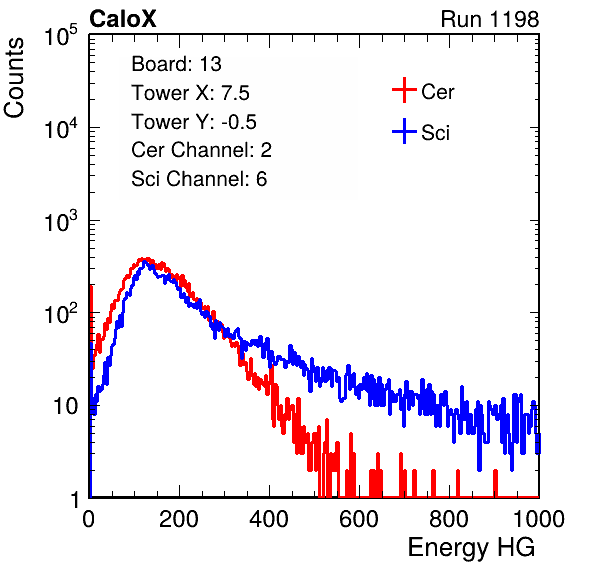 CaloX Run 1198
Counts
10^5
10^4
10^3
10^2
10
1
Board: 13
Tower X: 7.5
Tower Y: -0.5
Cer Channel: 2
Sci Channel: 6
Cer
Sci
0 200 400 600 800 1000
Energy HG